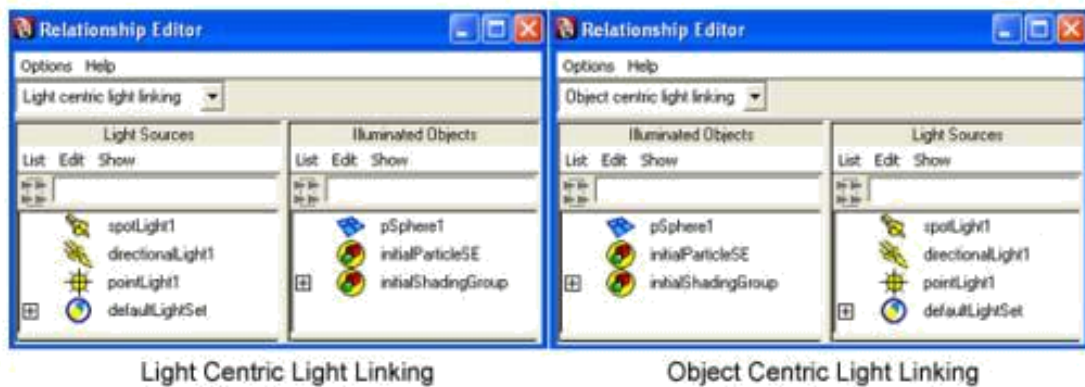 Relationship Editor
Options Help
Light centric light linking
Light Sources
List Edit Show
spotLight1
directionalLight1
pointLight1
defaultLightSet
Illuminated Objects
List Edit Show
pSphere1
initialParticleSE
initialShadingGroup
Light Centric Light Linking
Relationship Editor
Options Help
Object centric light linking
Illuminated Objects
List Edit Show
pSphere1
initialParticleSE
initialShadingGroup
Light Sources
List Edit Show
spotLight1
directionalLight1
pointLight1
defaultLightSet
Object Centric Light Linking